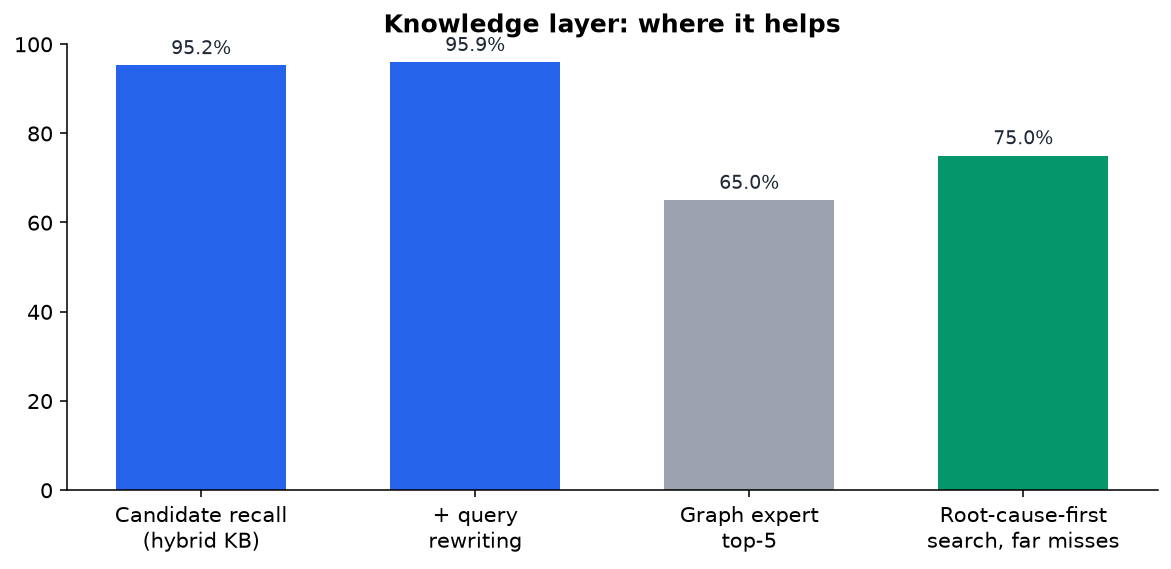 Knowledge layer: where it helps
100
80
60
40
20
0
95.2%
95.9%
65.0%
75.0%
Candidate recall
(hybrid KB)
+ query
rewriting
Graph expert
top-5
Root-cause-first
search, far misses